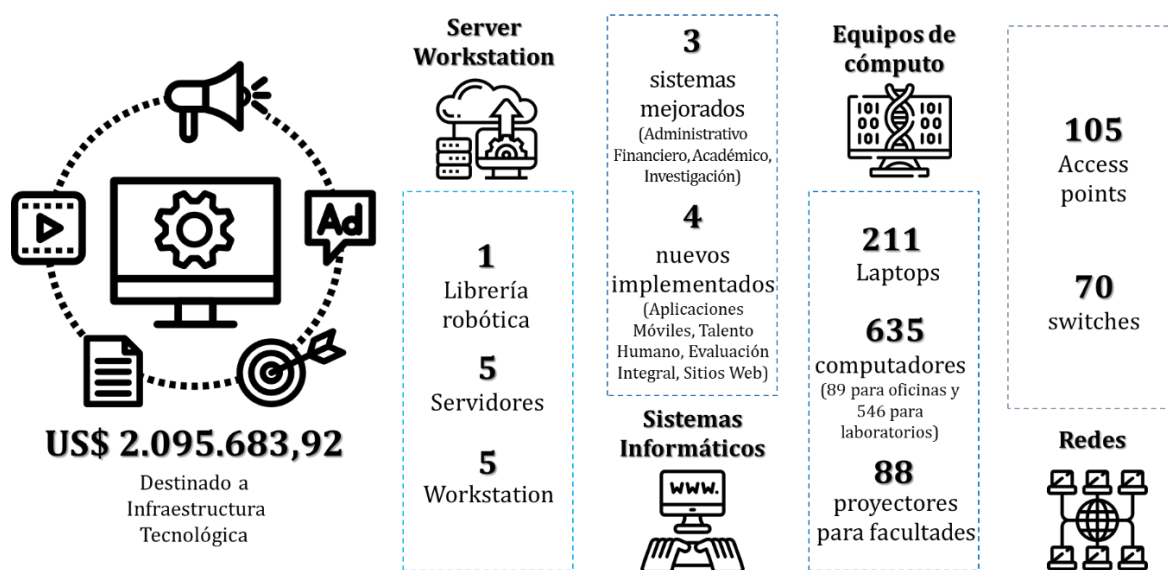 Ad
US$ 2.095.683,92
Destinado a
Infraestructura
Tecnológica
Server
Workstation
1
Librería
robótica
5
Servidores
5
Workstation
3
sistemas
mejorados
(Administrativo
Financiero, Académico,
Investigación)
4
nuevos
implementados
(Aplicaciones
Móviles, Talento
Humano, Evaluación
Integral, Sitios Web)
Sistemas
Informáticos
WWW.
Equipos de
cómputo
101 101
00 00
101 101
211
Laptops
635
computadores
(89 para oficinas y
546 para
laboratorios)
88
proyectores
para facultades
105
Access
points
70
switches
Redes